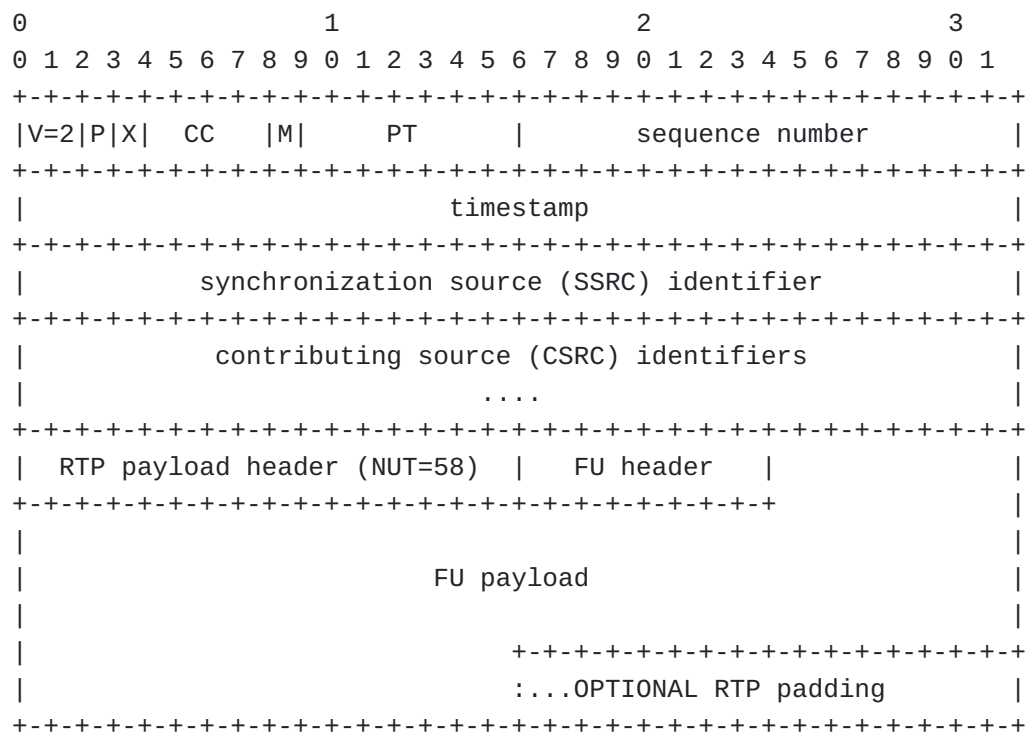 0                   1                   2                   3
0 1 2 3 4 5 6 7 8 9 0 1 2 3 4 5 6 7 8 9 0 1 2 3 4 5 6 7 8 9 0 1
+-+-+-+-+-+-+-+-+-+-+-+-+-+-+-+-+-+-+-+-+-+-+-+-+-+-+-+-+-+-+-+-+
|V=2|P|X|  CC   |M|     PT      |       sequence number         |
+-+-+-+-+-+-+-+-+-+-+-+-+-+-+-+-+-+-+-+-+-+-+-+-+-+-+-+-+-+-+-+-+
|                           timestamp                           |
+-+-+-+-+-+-+-+-+-+-+-+-+-+-+-+-+-+-+-+-+-+-+-+-+-+-+-+-+-+-+-+-+
|           synchronization source (SSRC) identifier            |
+-+-+-+-+-+-+-+-+-+-+-+-+-+-+-+-+-+-+-+-+-+-+-+-+-+-+-+-+-+-+-+-+
|            contributing source (CSRC) identifiers             |
|                             ....                              |
+-+-+-+-+-+-+-+-+-+-+-+-+-+-+-+-+-+-+-+-+-+-+-+-+-+-+-+-+-+-+-+-+
|  RTP payload header (NUT=58)  |   FU header   |               |
+-+-+-+-+-+-+-+-+-+-+-+-+-+-+-+-+-+-+-+-+-+-+-+-+               |
|                                                               |
|                          FU payload                           |
|                                                               |
|                               +-+-+-+-+-+-+-+-+-+-+-+-+-+-+-+-+
|                               :...OPTIONAL RTP padding        |
+-+-+-+-+-+-+-+-+-+-+-+-+-+-+-+-+-+-+-+-+-+-+-+-+-+-+-+-+-+-+-+-+